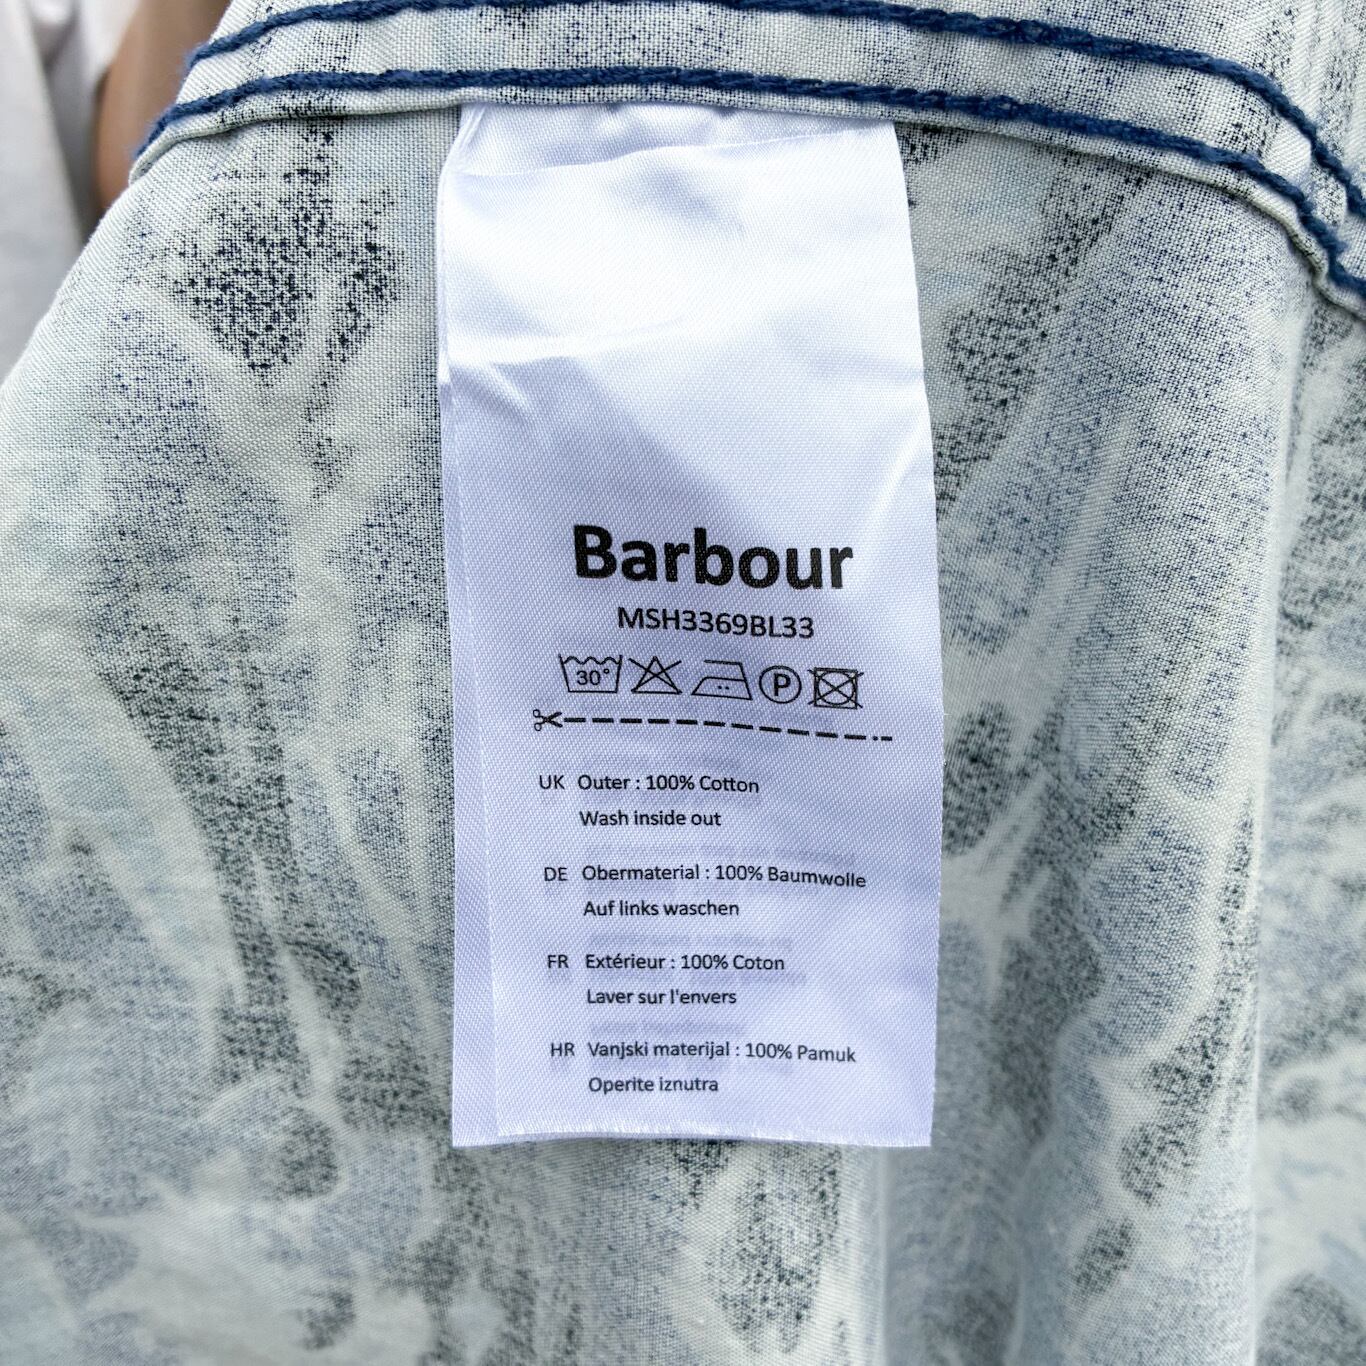 Barbour
MSH3369BL33
30°
P
UK Outer : 100% Cotton
Wash inside out
DE Obermaterial : 100% Baumwolle
Auf links waschen
FR Extérieur : 100% Coton
Laver sur l'envers
HR Vanjski materijal : 100% Pamuk
Operite iznutra